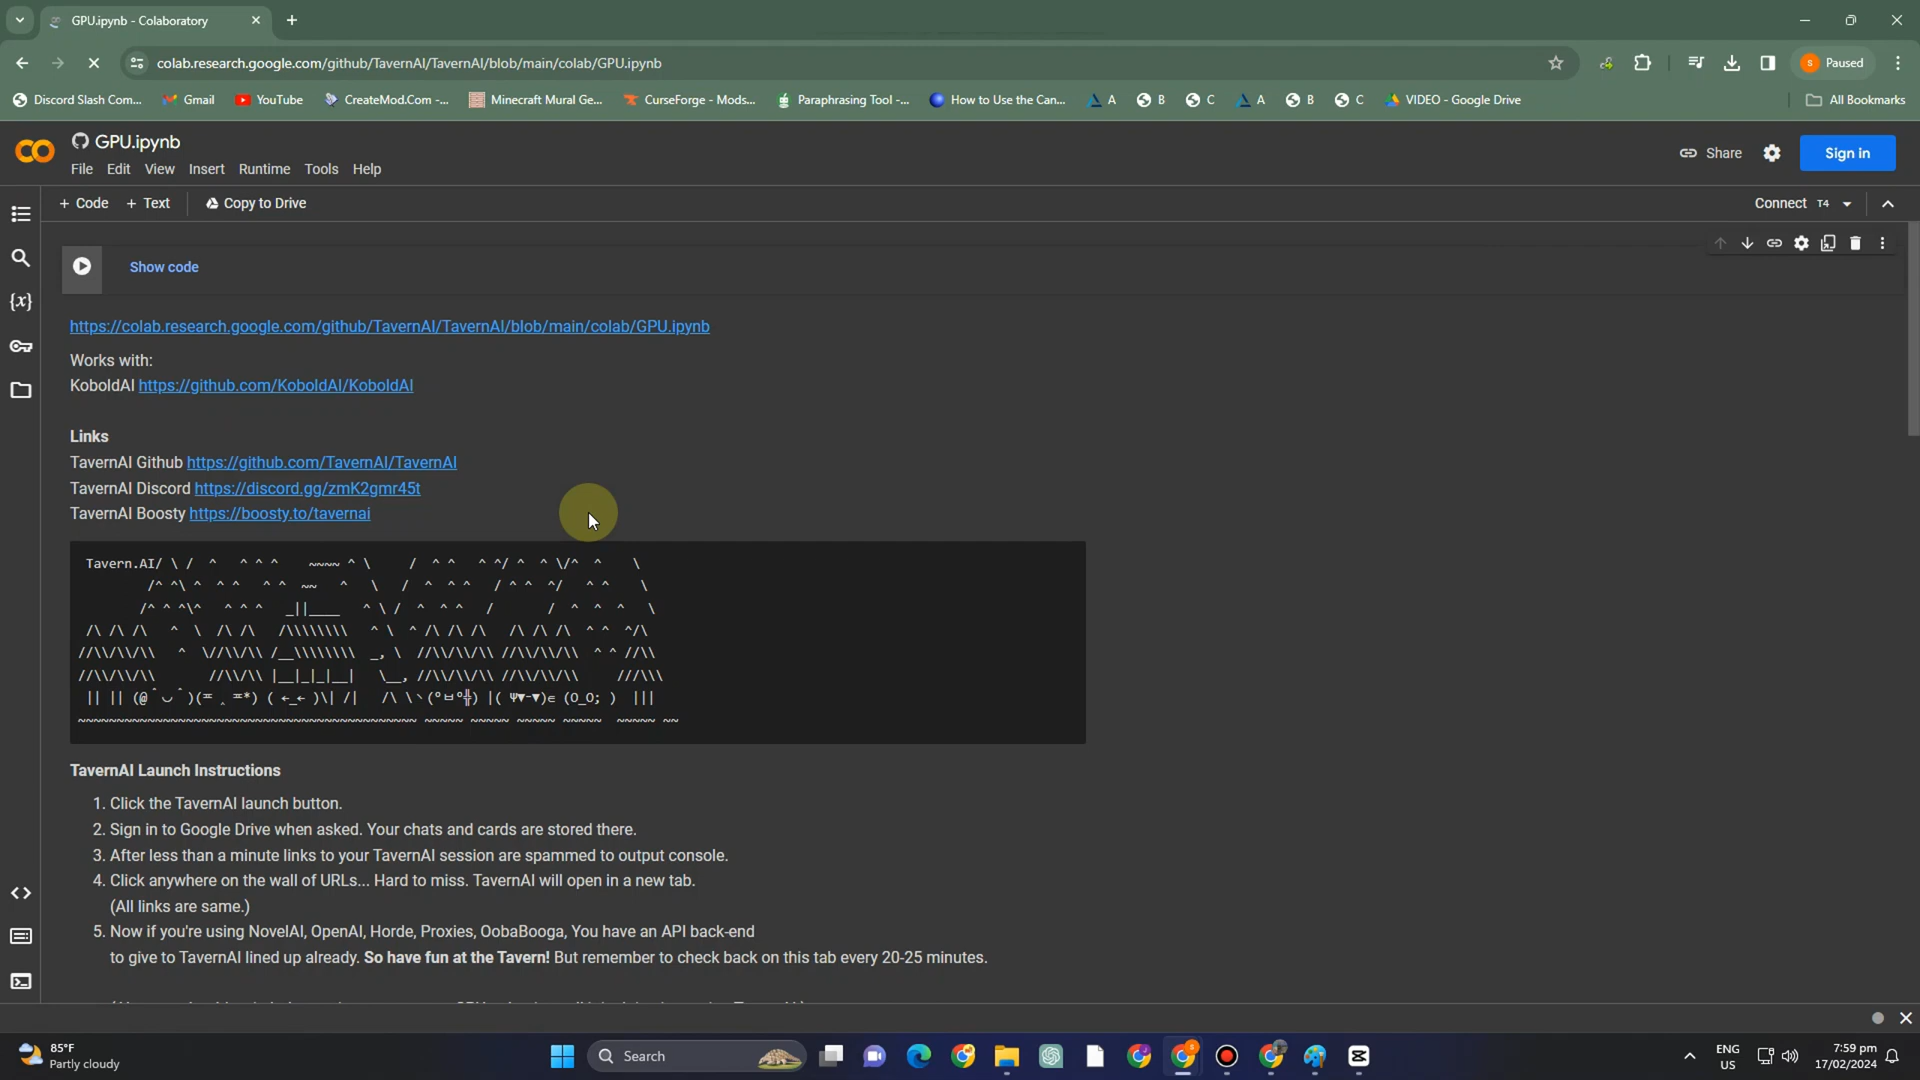 GPU.ipynb - Colaboratory
colab.research.google.com/github/TavernAI/TavernAI/blob/main/colab/GPU.ipynb
Paused
Discord Slash Com... Gmail YouTube CreateMod.Com -... Minecraft Mural Ge... CurseForge - Mods... Paraphrasing Tool -... How to Use the Can... A B C A B C VIDEO - Google Drive All Bookmarks
GPU.ipynb
Share Sign in
File Edit View Insert Runtime Tools Help
+ Code + Text Copy to Drive Connect T4
Show code
https://colab.research.google.com/github/TavernAI/TavernAI/blob/main/colab/GPU.ipynb
Works with:
KoboldAI https://github.com/KoboldAI/KoboldAI
Links
TavernAI Github https://github.com/TavernAI/TavernAI
TavernAI Discord https://discord.gg/zmK2gmr45t
TavernAI Boosty https://boosty.to/tavernai
Tavern.AI/
TavernAI Launch Instructions
1. Click the TavernAI launch button.
2. Sign in to Google Drive when asked. Your chats and cards are stored there.
3. After less than a minute links to your TavernAI session are spammed to output console.
4. Click anywhere on the wall of URLs... Hard to miss. TavernAI will open in a new tab.
(All links are same.)
5. Now if you're using NovelAI, OpenAI, Horde, Proxies, OobaBooga, You have an API back-end
to give to TavernAI lined up already. So have fun at the Tavern! But remember to check back on this tab every 20-25 minutes.
85°F
Partly cloudy
Search
ENG
US
7:59 pm
17/02/2024